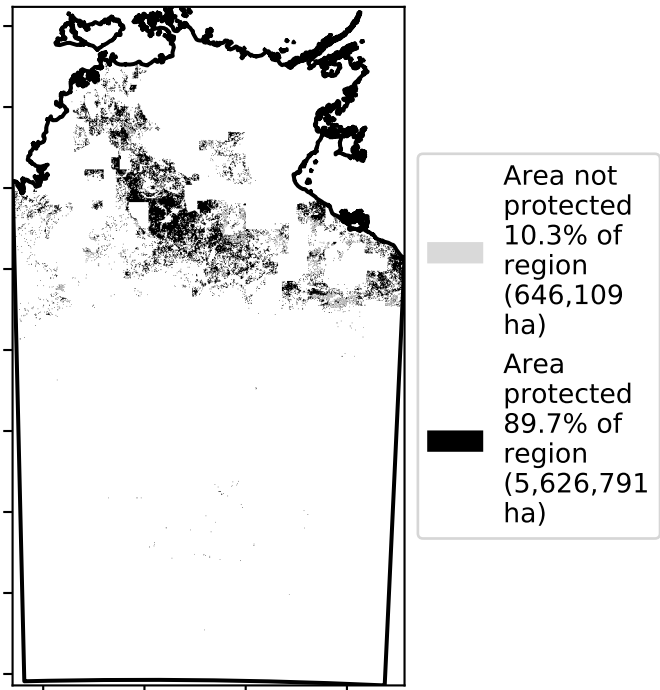 Area not
protected
10.3% of
region
(646,109
ha)
Area
protected
89.7% of
region
(5,626,791
ha)